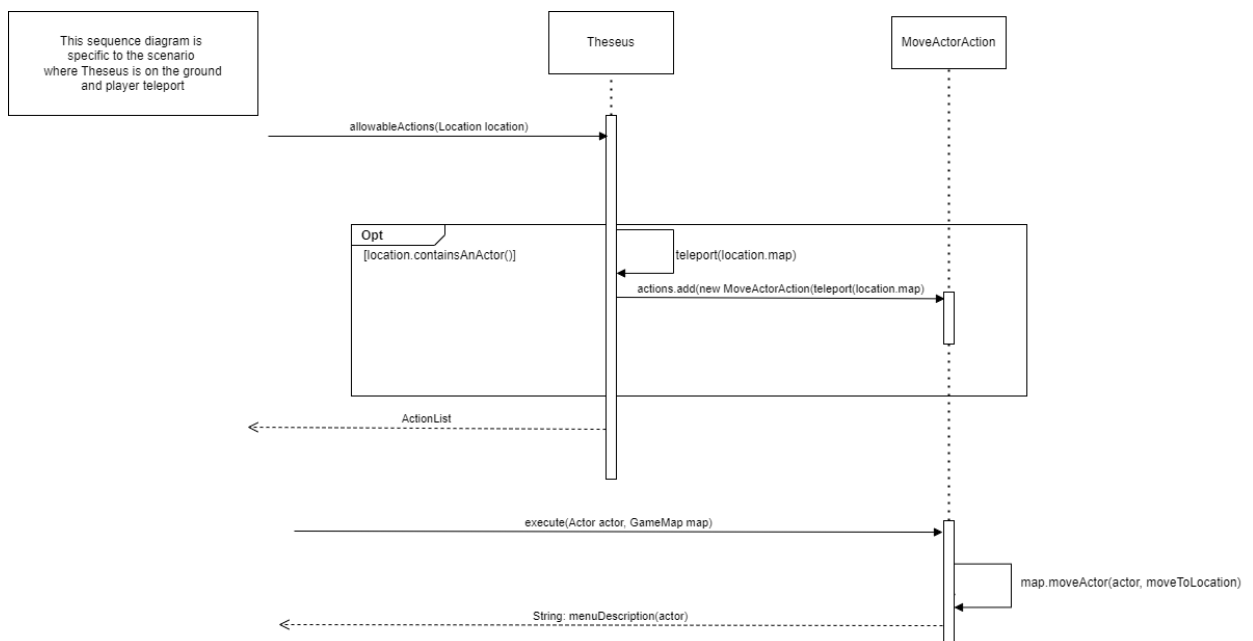 This sequence diagram is
specific to the scenario
where Theseus is on the ground
and player teleport
Theseus
MoveActorAction
allowableActions(Location location)
Opt
[location.containsAnActor()]
teleport(location.map)
actions.add(new MoveActorAction(teleport(location.map)
ActionList
execute(Actor actor, GameMap map)
map.moveActor(actor, moveToLocation)
String: menuDescription(actor)